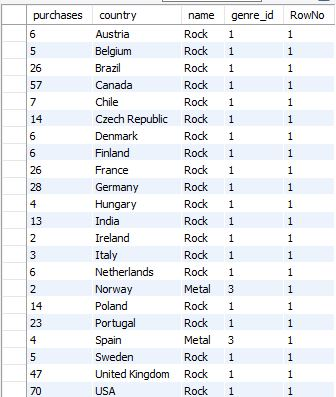 purchases country name genre_id RowNo
6 Austria Rock 1 1
5 Belgium Rock 1 1
26 Brazil Rock 1 1
57 Canada Rock 1 1
7 Chile Rock 1 1
14 Czech Republic Rock 1 1
6 Denmark Rock 1 1
6 Finland Rock 1 1
26 France Rock 1 1
28 Germany Rock 1 1
4 Hungary Rock 1 1
13 India Rock 1 1
2 Ireland Rock 1 1
3 Italy Rock 1 1
6 Netherlands Rock 1 1
2 Norway Metal 3 1
14 Poland Rock 1 1
23 Portugal Rock 1 1
4 Spain Metal 3 1
5 Sweden Rock 1 1
47 United Kingdom Rock 1 1
70 USA Rock 1 1